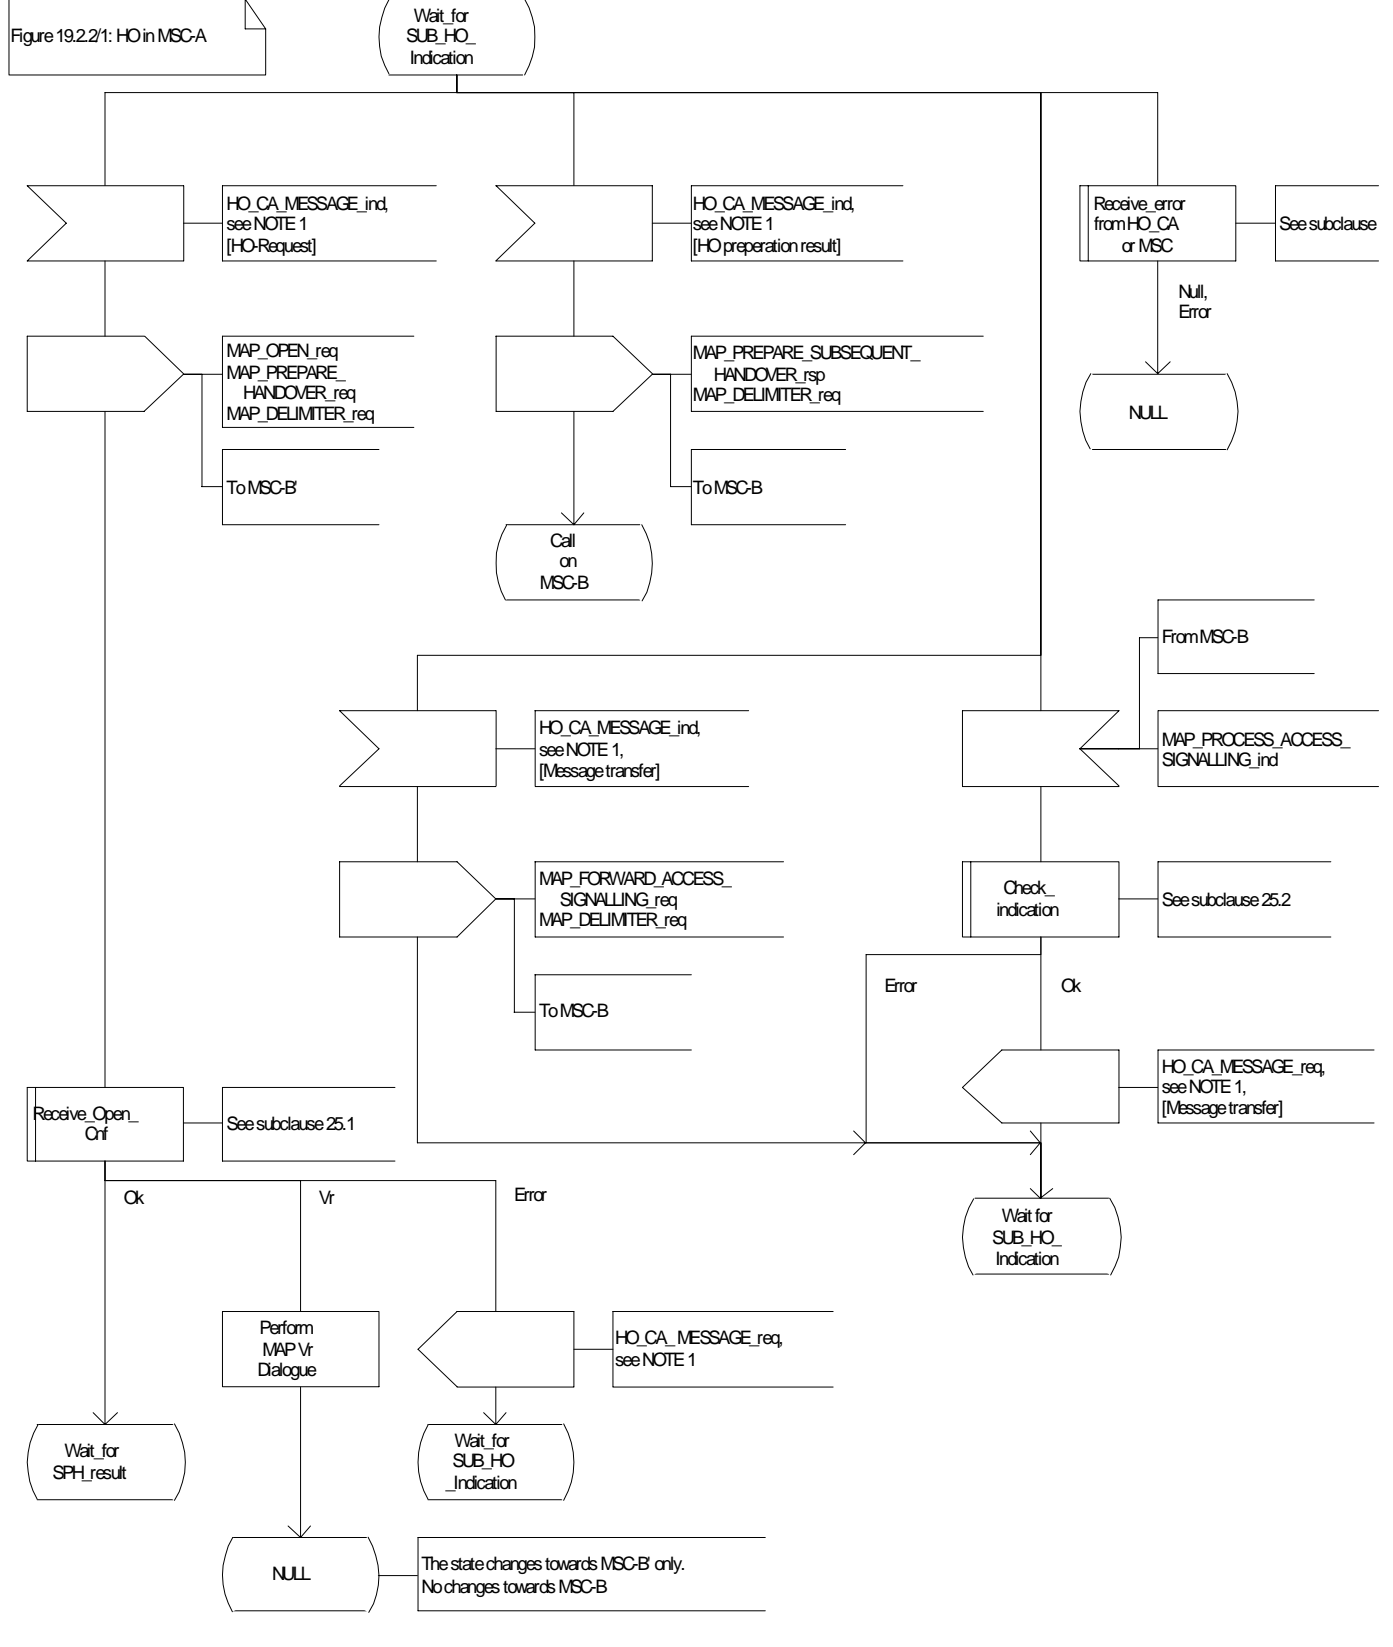 Figure 19.2.2/1: HO in MSC-A
Wait_for
SUB_HO_
Indication
HO_CA_MESSAGE_ind,
see NOTE 1
[HO-Request]
HO_CA_MESSAGE_ind,
see NOTE 1
[HO preperation result]
Receive_error
from HO_CA
or MSC
See subclause
Null,
Error
MAP_OPEN_req
MAP_PREPARE_
HANDOVER_req
MAP_DELIMITER_req
MAP_PREPARE_SUBSEQUENT_
HANDOVER_rsp
MAP_DELIMITER_req
NULL
To MSC-B'
To MSC-B
Call
on
MSC-B
From MSC-B
HO_CA_MESSAGE_ind,
see NOTE 1,
[Message transfer]
MAP_PROCESS_ACCESS_
SIGNALLING_ind
MAP_FORWARD_ACCESS_
SIGNALLING_req
MAP_DELIMITER_req
Check_
indication
See subclause 25.2
Error
Ok
To MSC-B
HO_CA_MESSAGE_req,
see NOTE 1,
[Message transfer]
Receive_Open_
Cnf
See subclause 25.1
Ok
Vr
Error
Wait for
SUB_HO_
Indication
Perform
MAP Vr
Dialogue
HO_CA_ MESSAGE_req,
see NOTE 1
Wait_for
SPH_result
Wait_for
SUB_HO
_Indication
NULL
The state changes towards MSC-B' only.
No changes towards MSC-B